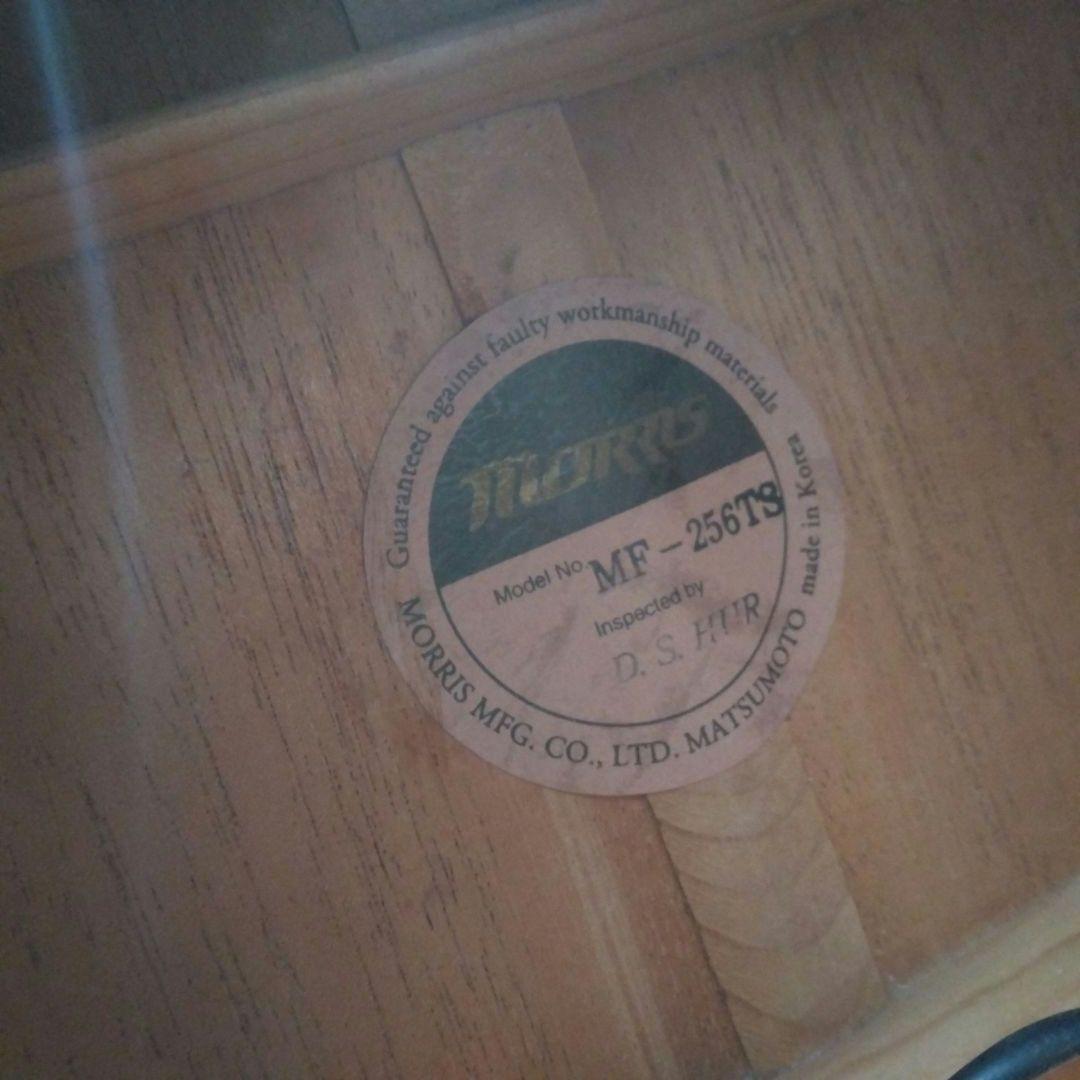 Guaranteed against faulty workmanship materials
MORRIS
Model No. MF-256TS
Inspected by
D. S. HUR
MORRIS MFG. CO., LTD. MATSUMOTO made in Korea